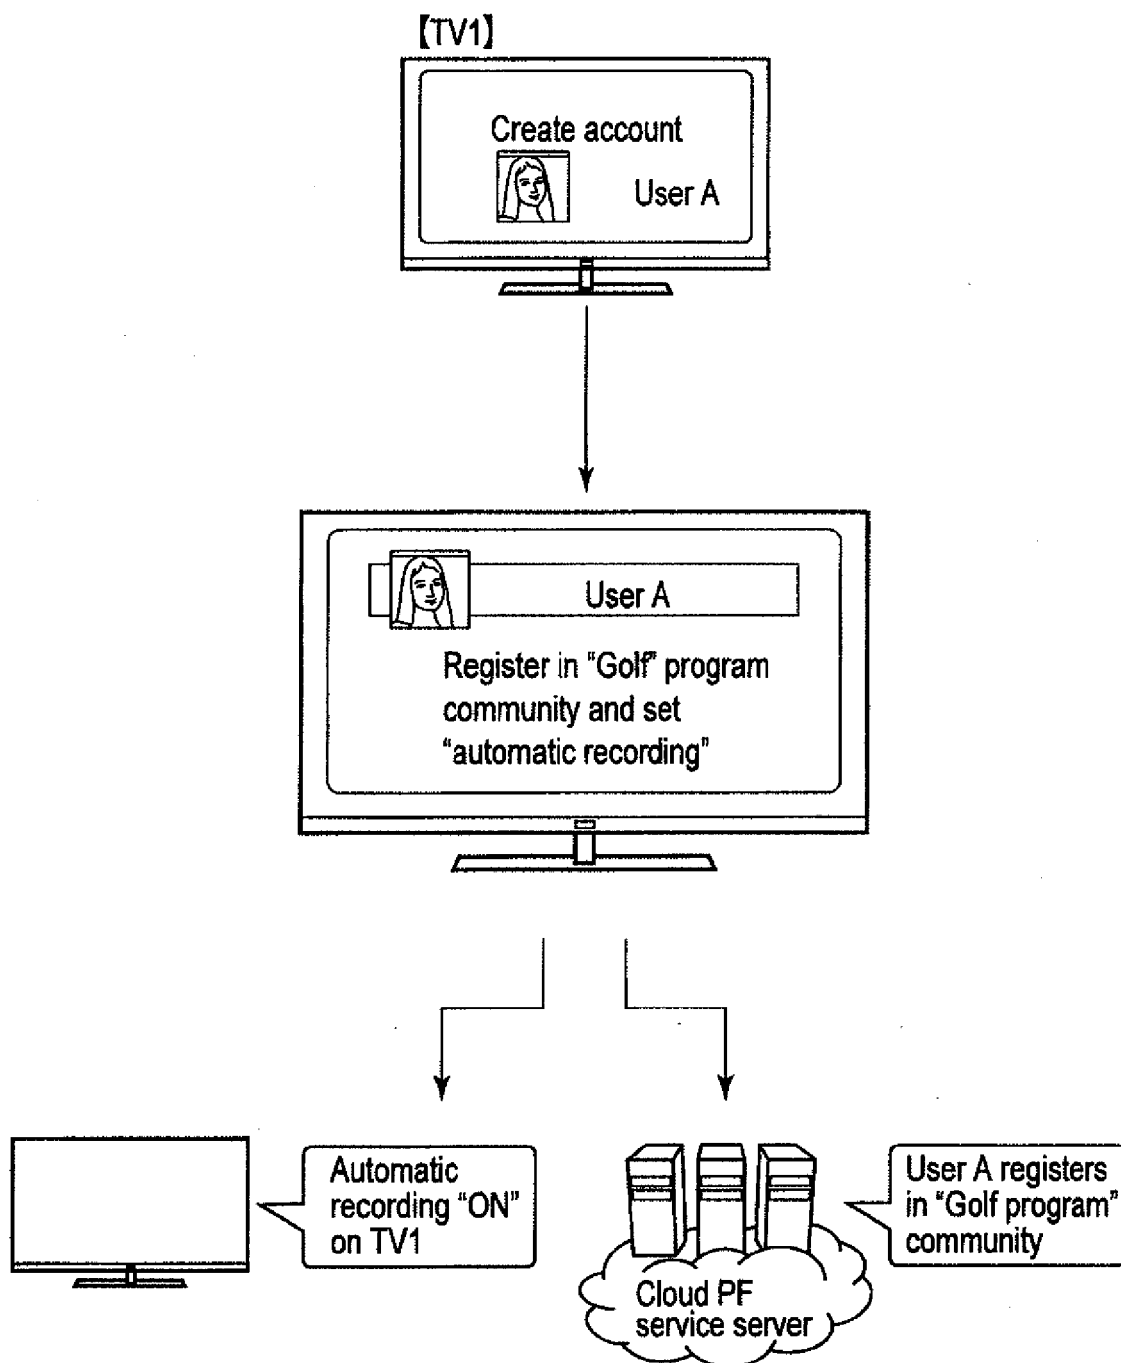 【TV1】
Create account
User A
User A
Register in “Golf” program
community and set
“automatic recording”
Automatic
recording “ON”
on TV1
User A registers
in “Golf program”
community
Cloud PF
service server